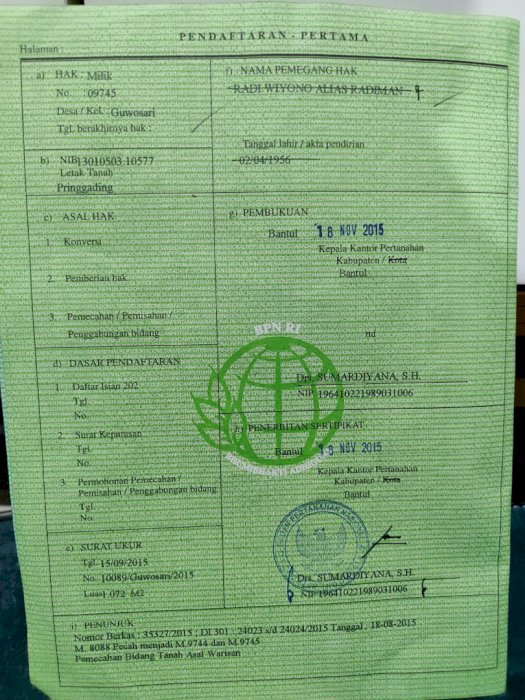 PENDAFTARAN - PERTAMA
Halaman :
a) HAK : Milik
No. : 09745
Desa / Kel. : Guwosari
Tgl. berakhirnya hak :
f) NAMA PEMEGANG HAK
RADI WIYONO ALIAS RADIMAN
Tanggal lahir / akta pendirian
02/04/1956
b) NIB 13010503.10577
Letak Tanah
Pringgading
c) ASAL HAK
1. Konversi
2. Pemberian hak
3. Pemecahan / Pemisahan /
Penggabungan bidang
g) PEMBUKUAN
Bantul 18 NOV 2015
Kepala Kantor Pertanahan
Kabupaten / Kota
Bantul
ttd
Drs. SUMARDIYANA, S.H.
NIP. 196410221989031006
BPN RI
d) DASAR PENDAFTARAN
1. Daftar Isian 202
Tgl.
No.
2. Surat Keputusan
Tgl.
No.
3. Permohonan Pemecahan /
Pemisahan / Penggabungan bidang
Tgl.
No.
h) PENERBITAN SERTIPIKAT
Bantul 18 NOV 2015
Kepala Kantor Pertanahan
Kabupaten / Kota
Bantul
Drs. SUMARDIYANA, S.H.
NIP 196410221989031006
e) SURAT UKUR
Tgl. 15/09/2015
No. 10089/Guwosari/2015
Luas 1.072 M2
i) PENUNJUK
Nomor Berkas : 35327/2015 ; DI 301 : 24023 s/d 24024/2015 Tanggal, 18-08-2015
M. 8088 Pecah menjadi M.9744 dan M.9745
Pemecahan Bidang Tanah Asal Warisan